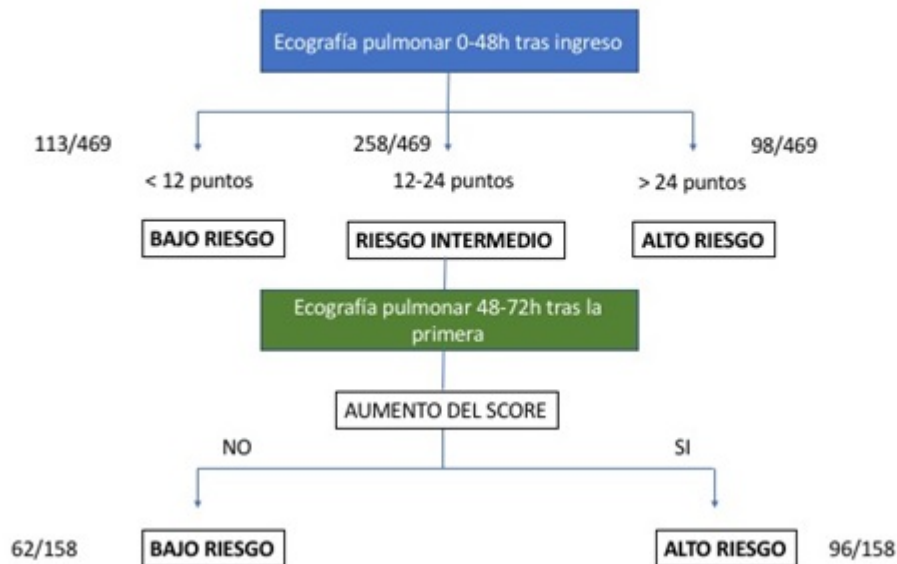 Ecografía pulmonar 0-48h tras ingreso
113/469
258/469
98/469
< 12 puntos
12-24 puntos
> 24 puntos
BAJO RIESGO
RIESGO INTERMEDIO
ALTO RIESGO
Ecografía pulmonar 48-72h tras la
primera
AUMENTO DEL SCORE
NO
SI
62/158
BAJO RIESGO
ALTO RIESGO
96/158